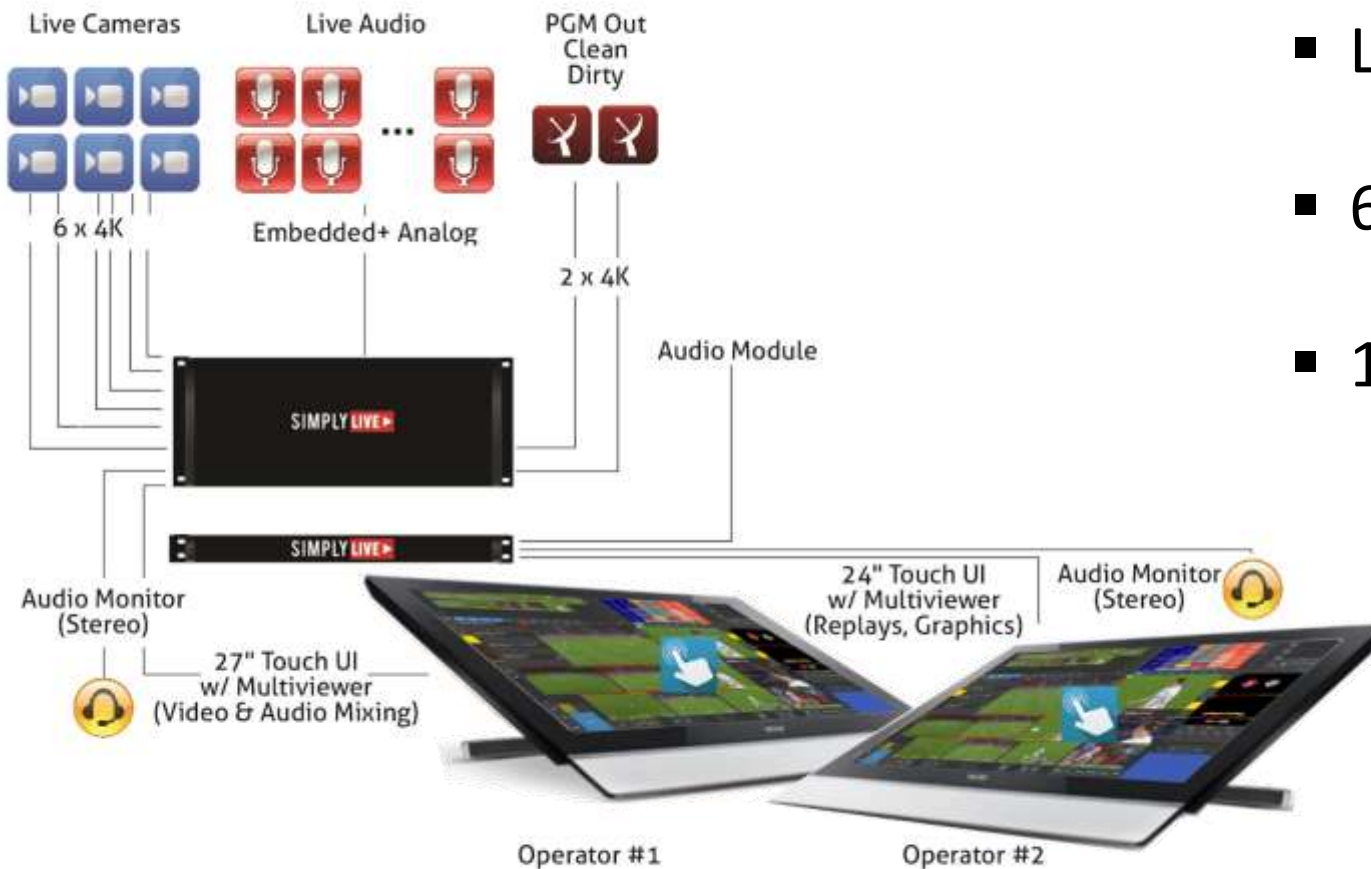 Live Cameras
Live Audio
PGM Out
Clean
Dirty
6 x 4K
Embedded+ Analog
2 x 4K
Audio Module
SIMPLY LIVE
SIMPLY LIVE
Audio Monitor
(Stereo)
27" Touch UI
w/ Multiviewer
(Video & Audio Mixing)
24" Touch UI
w/ Multiviewer
(Replays, Graphics)
Audio Monitor
(Stereo)
Operator #1
Operator #2
▪ L
▪ 6
▪ 1